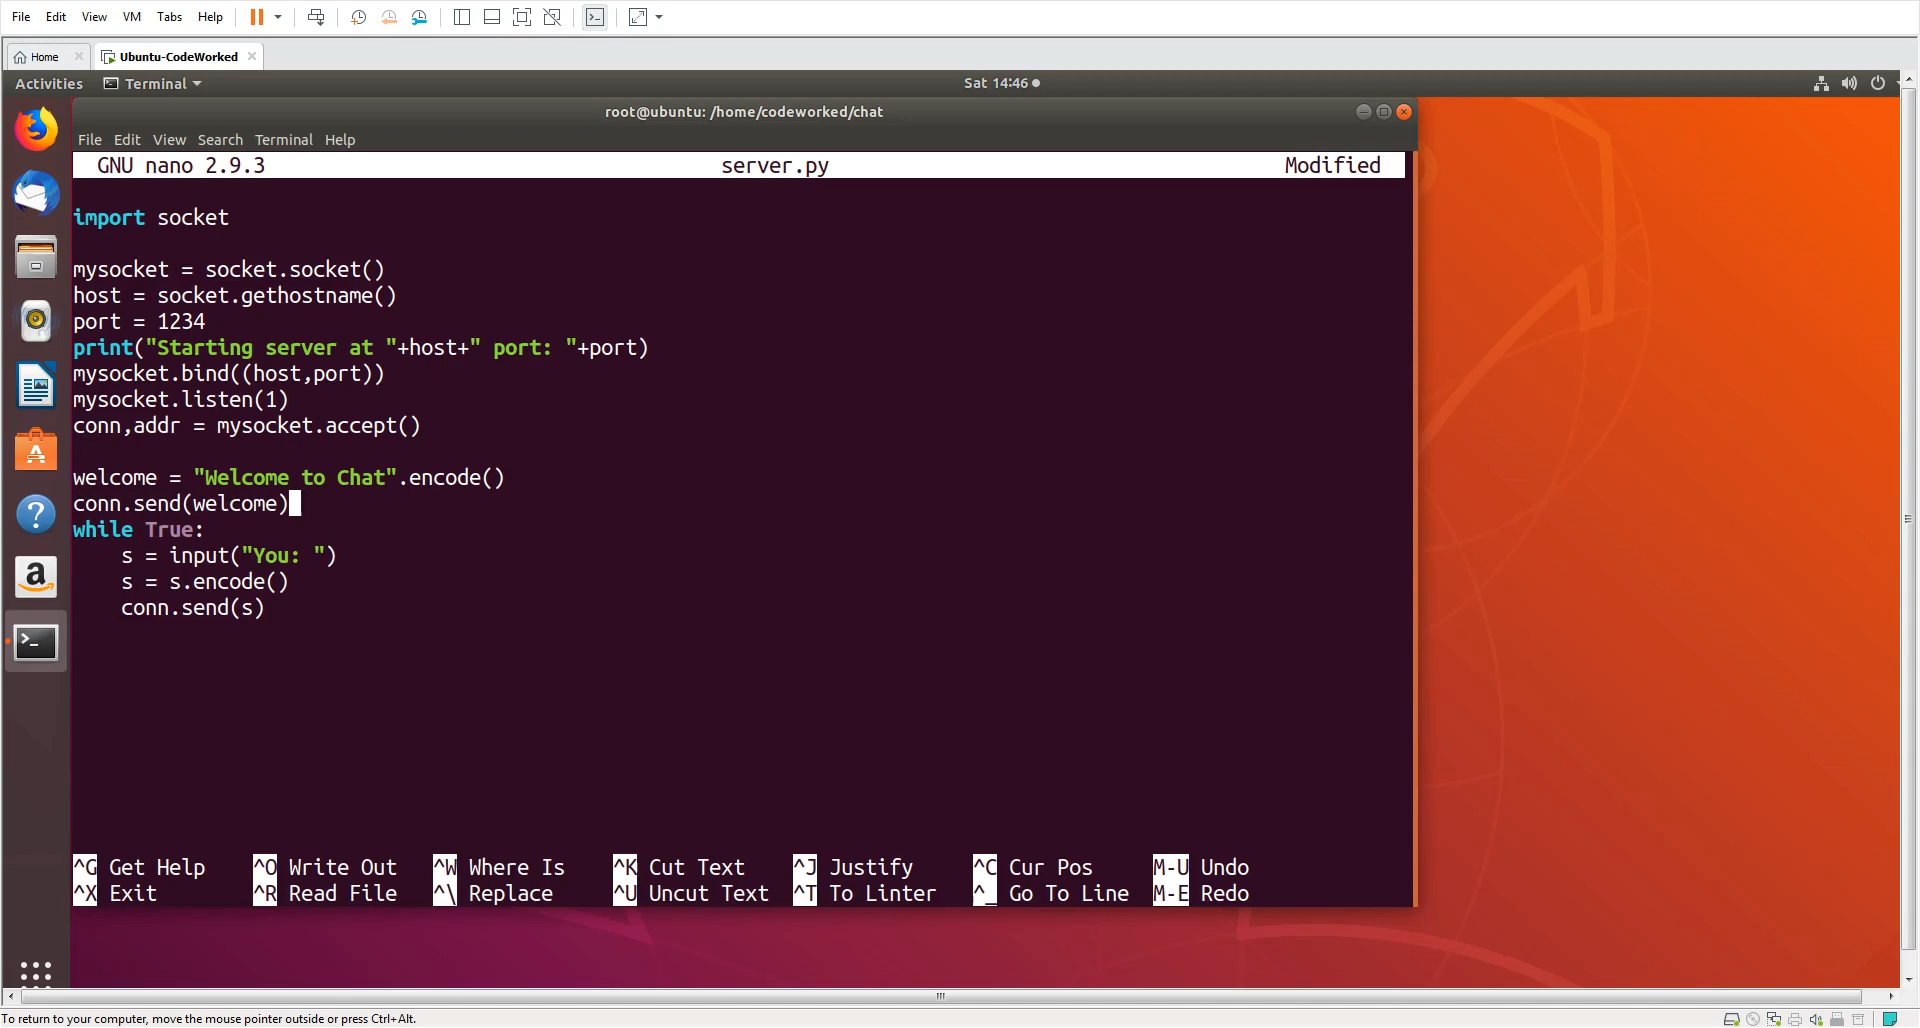 File Edit View VM Tabs Help
Home Ubuntu-CodeWorked
Activities Terminal Sat 14:46
root@ubuntu: /home/codeworked/chat
File Edit View Search Terminal Help
GNU nano 2.9.3 server.py Modified
import socket
mysocket = socket.socket()
host = socket.gethostname()
port = 1234
print("Starting server at "+host+" port: "+port)
mysocket.bind((host,port))
mysocket.listen(1)
conn,addr = mysocket.accept()
welcome = "Welcome to Chat".encode()
conn.send(welcome)
while True:
    s = input("You: ")
    s = s.encode()
    conn.send(s)
^G Get Help ^O Write Out ^W Where Is ^K Cut Text ^J Justify ^C Cur Pos M-U Undo
^X Exit ^R Read File ^\ Replace ^U Uncut Text ^T To Linter ^_ Go To Line M-E Redo
To return to your computer, move the mouse pointer outside or press Ctrl+Alt.